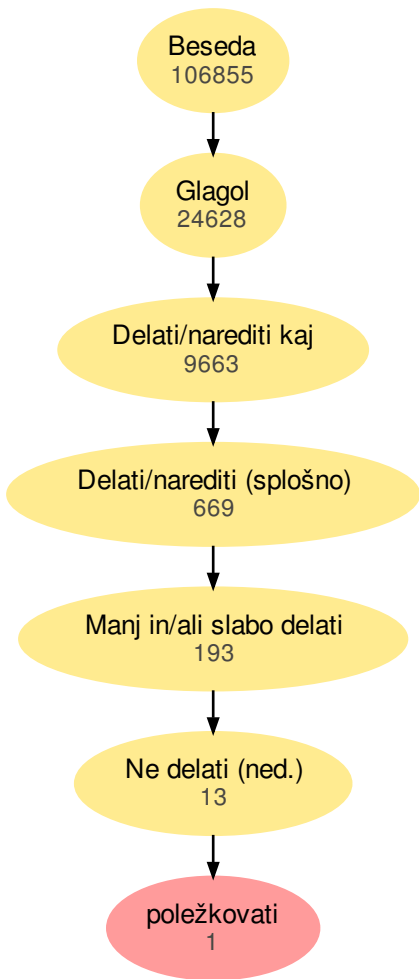 Beseda
106855
Glagol
24628
Delati/narediti kaj
9663
Delati/narediti (splošno)
669
Manj in/ali slabo delati
193
Ne delati (ned.)
13
poležkovati
1